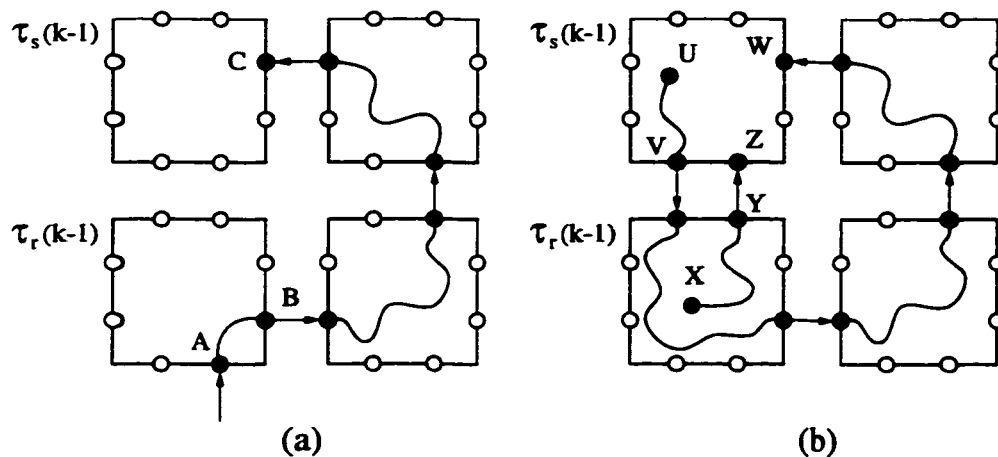 τs(k-1)
C
τr(k-1)
B
A
(a)
τs(k-1)
U
W
V
Z
τr(k-1)
Y
X
(b)